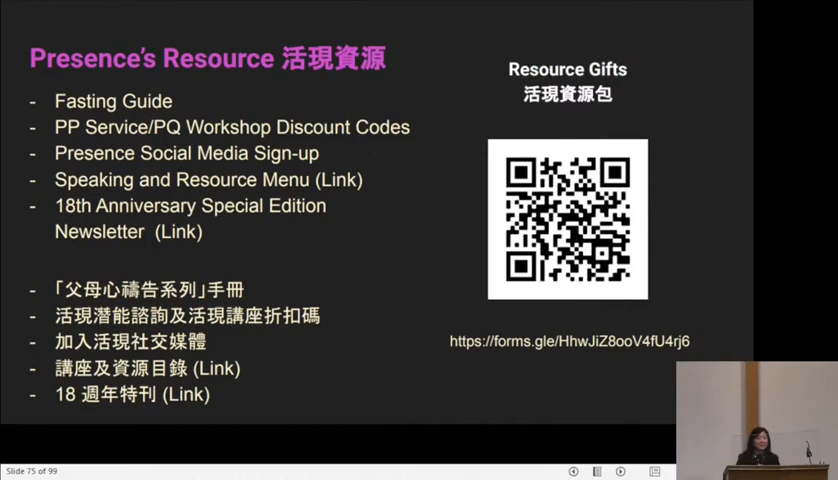 Presence's Resource 活現資源
- Fasting Guide
- PP Service/PQ Workshop Discount Codes
- Presence Social Media Sign-up
- Speaking and Resource Menu (Link)
- 18th Anniversary Special Edition
Newsletter (Link)
- 「父母心禱告系列」手冊
- 活現潛能諮詢及活現講座折扣碼
- 加入活現社交媒體
- 講座及資源目錄 (Link)
- 18 週年特刊 (Link)
Resource Gifts
活現資源包
https://forms.gle/HhwJiZ8ooV4fU4rj6
Slide 75 of 99